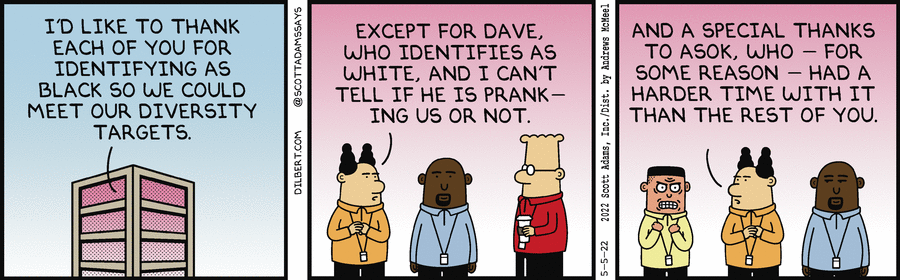 I'D LIKE TO THANK
EACH OF YOU FOR
IDENTIFYING AS
BLACK SO WE COULD
MEET OUR DIVERSITY
TARGETS.
DILBERT.COM
@SCOTTADAMSSAYS
EXCEPT FOR DAVE,
WHO IDENTIFIES AS
WHITE, AND I CAN'T
TELL IF HE IS PRANK–
ING US OR NOT.
5-5-22 2022 Scott Adams, Inc./Dist. by Andrews McMeel
AND A SPECIAL THANKS
TO ASOK, WHO – FOR
SOME REASON – HAD A
HARDER TIME WITH IT
THAN THE REST OF YOU.